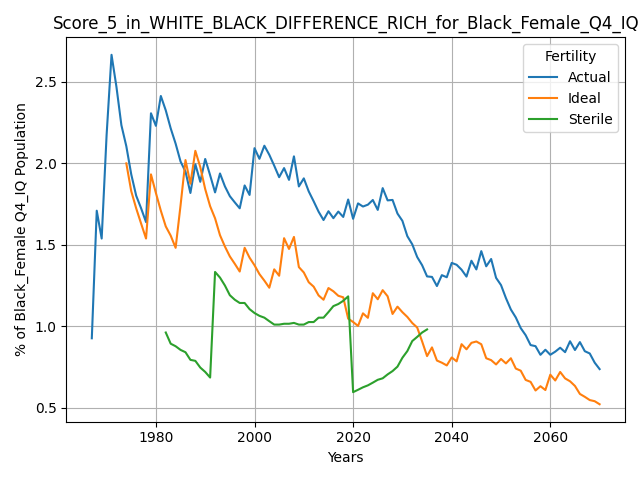 Score_5_in_WHITE_BLACK_DIFFERENCE_RICH_for_Black_Female_Q4_IQ
Fertility
Actual
Ideal
Sterile
% of Black_Female Q4_IQ Population
2.5
2.0
1.5
1.0
0.5
1980
2000
2020
2040
2060
Years